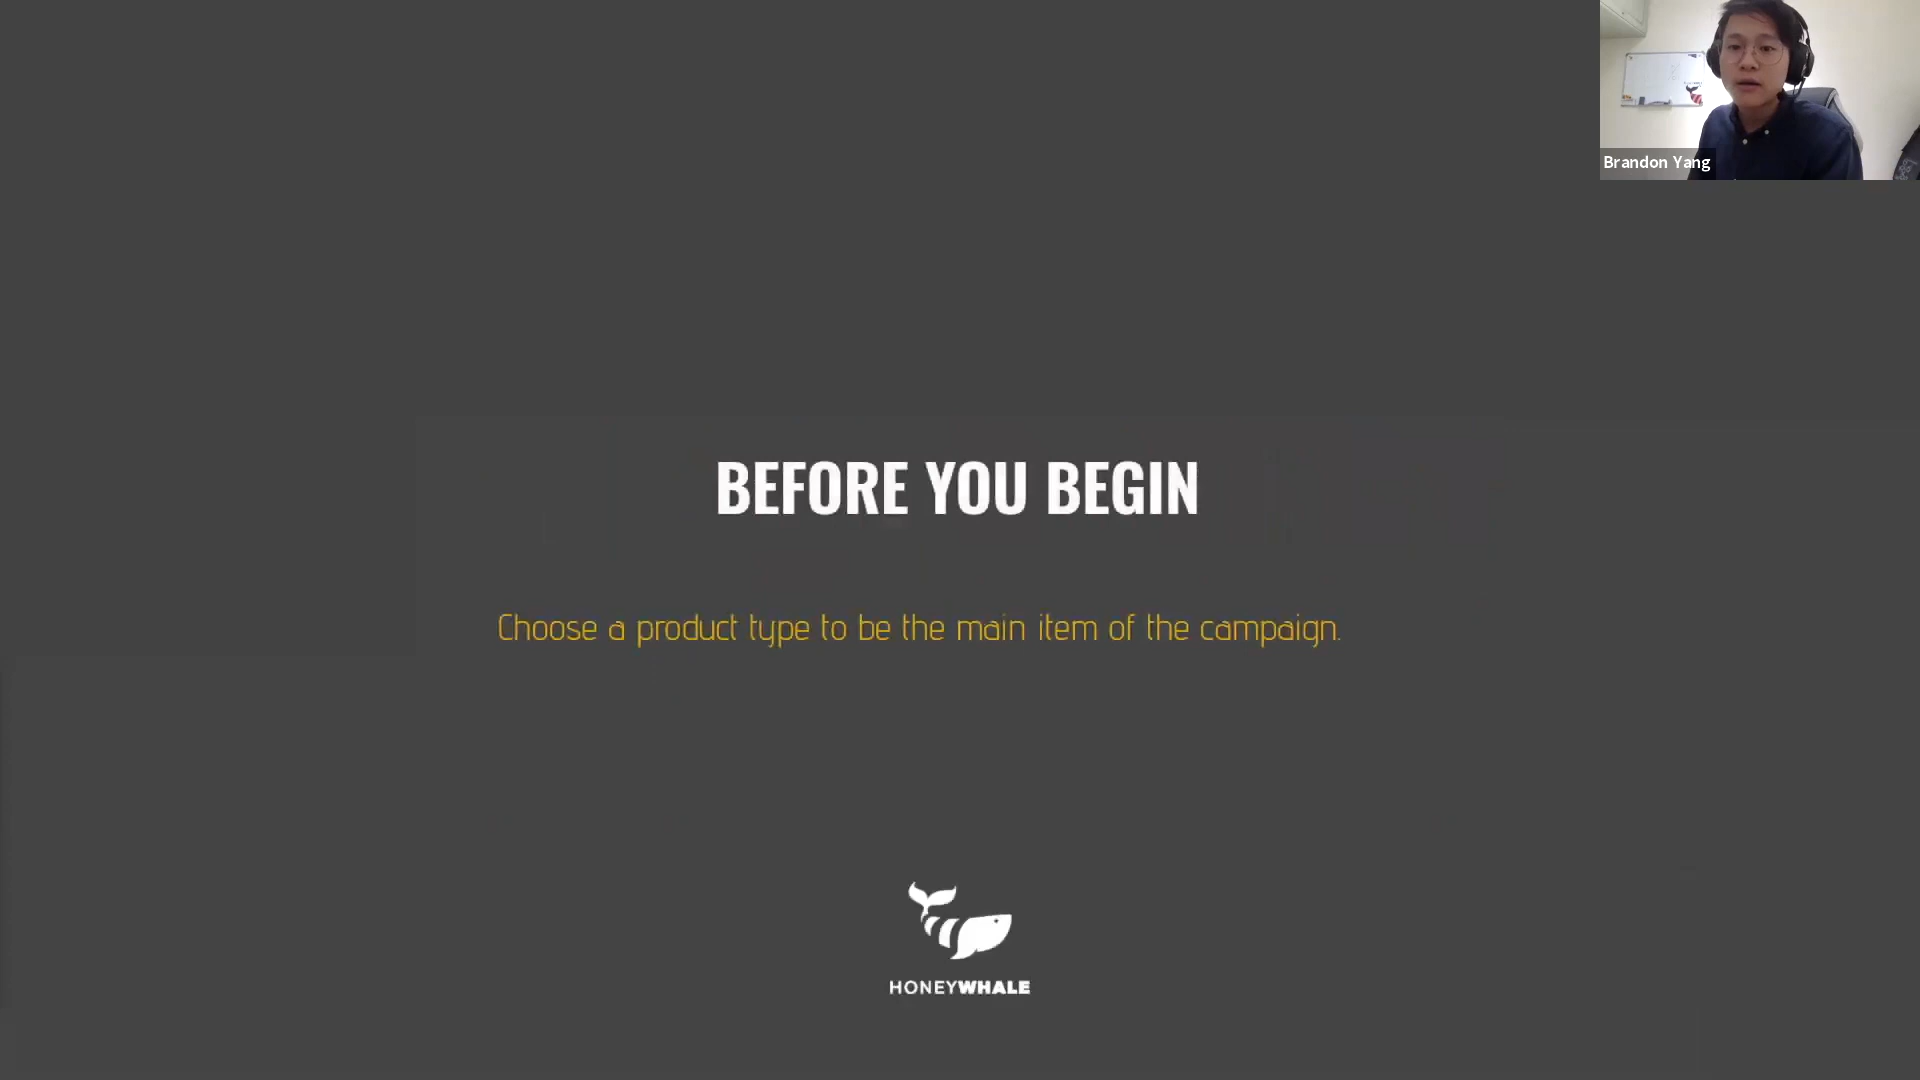 Brandon Yang
BEFORE YOU BEGIN
Choose a product type to be the main item of the campaign.
HONEYWHALE